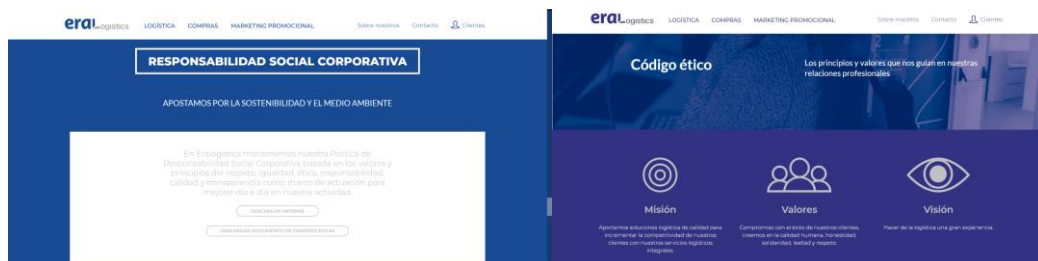 eraLogistics LOGÍSTICA COMPRAS MARKETING PROMOCIONAL Sobre nosotros Contacto Clientes
RESPONSABILIDAD SOCIAL CORPORATIVA
APOSTAMOS POR LA SOSTENIBILIDAD Y EL MEDIO AMBIENTE
En Eralogistics mantenemos nuestra Política de
Responsabilidad Social Corporativa basada en los valores y
principios del respeto, igualdad, ética, responsabilidad,
calidad y transparencia como marco de actuación para
mejorar día a día en nuestra actividad.
DESCARGAR INFORME
DESCARGAR DOCUMENTO DE COMPRAS ÉTICAS
eraLogistics LOGÍSTICA COMPRAS MARKETING PROMOCIONAL Sobre nosotros Contacto Clientes
Código ético
Los principios y valores que nos guían en nuestras
relaciones profesionales
Misión
Aportamos soluciones logística de calidad para
incrementar la competitividad de nuestros
clientes con nuestros servicios logísticos
integrales.
Valores
Compromiso con el éxito de nuestros clientes,
creemos en la calidad humana, honestidad,
solidaridad, lealtad y respeto.
Visión
Hacer de la logística una gran experiencia.